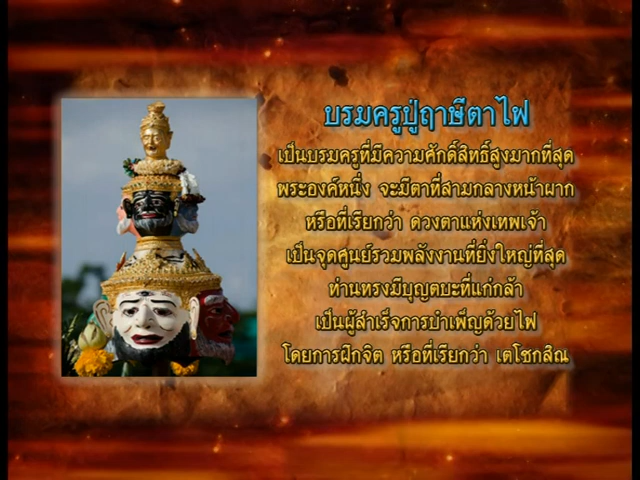 บรมครูปู่ฤาษีตาไฟ
เป็นบรมครูที่มีความศักดิ์สิทธิ์สูงมากที่สุด
พระองค์หนึ่ง จะมีตาที่สามกลางหน้าผาก
หรือที่เรียกว่า ดวงตาแห่งเทพเจ้า
เป็นจุดศูนย์รวมพลังงานที่ยิ่งใหญ่ที่สุด
ท่านทรงมีบุญตบะที่แก่กล้า
เป็นผู้สำเร็จการบำเพ็ญด้วยไฟ
โดยการฝึกจิต หรือที่เรียกว่า เตโชกสิณ